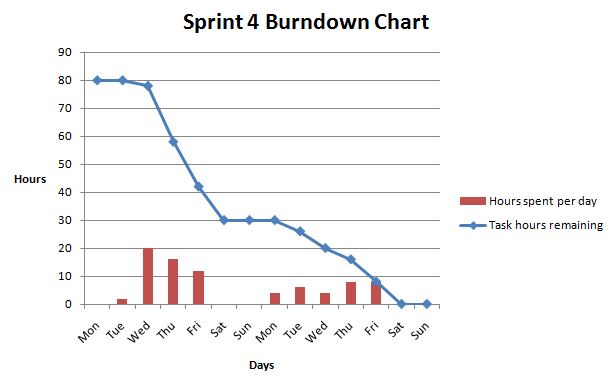 Sprint 4 Burndown Chart
90
80
70
60
50
40
30
20
10
0
Hours
Mon
Tue
Wed
Thu
Fri
Sat
Sun
Mon
Tue
Wed
Thu
Fri
Sat
Sun
Days
Hours spent per day
Task hours remaining